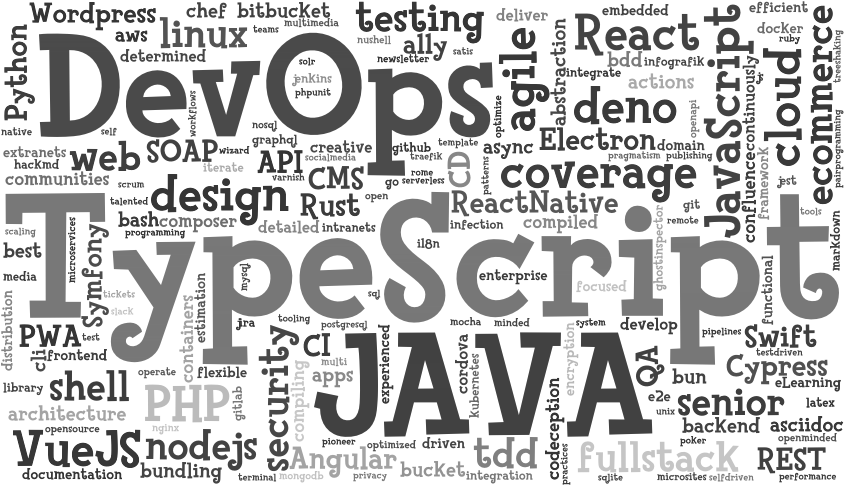 Wordpress
chef
bitbucket
multimedia
testing
deliver
embedded
efficient
aws
linux
teams
nushell
ally
satis
React
docker
ruby
ecommerce
treeshaking
Python
determined
DevOps
solr
jenkins
phpunit
workflows
newsletter
agile
abstraction
bdd
infografik
integrate
actions
JavaScript
continuously
cloud
native
self
optimize
deno
openapi
pairprogramming
extranets
hackmd
web
SOAP
wizard
nosql
graphql
creative
github
template
async
Electron
domain
communities
iterate
API
socialmedia
traefik
CD
patterns
pragmatism
publishing
confluence
framework
varnish
CMS
go
rome
serverless
coverage
jest
scrum
talented
design
Rust
open
ReactNative
git
remote
tools
markdown
scaling
bash
composer
programming
detailed
intranets
infection
compiled
ghostinspector
TypeScript
best
microservices
Symfony
i18n
media
tickets
slack
mysql
sql
enterprise
focused
functional
distribution
estimation
containers
jira
tooling
postgresql
mocha
minded
system
develop
pipelines
PWA
test
cli
frontend
CI
multi
experienced
JAVA
cordova
kubernetes
encryption
QA
Swift
testdriven
Cypress
operate
flexible
security
compiling
apps
bun
eLearning
library
shell
PHP
gitlab
e2e
unix
senior
latex
architecture
opensource
nginx
backend
asciidoc
VueJS
nodejs
pioneer
optimized
driven
tdd
codeception
practices
fullstack
poker
openminded
REST
documentation
bundling
terminal
mongodb
Angular
privacy
bucket
integration
sqlite
microsites
selfdriven
performance